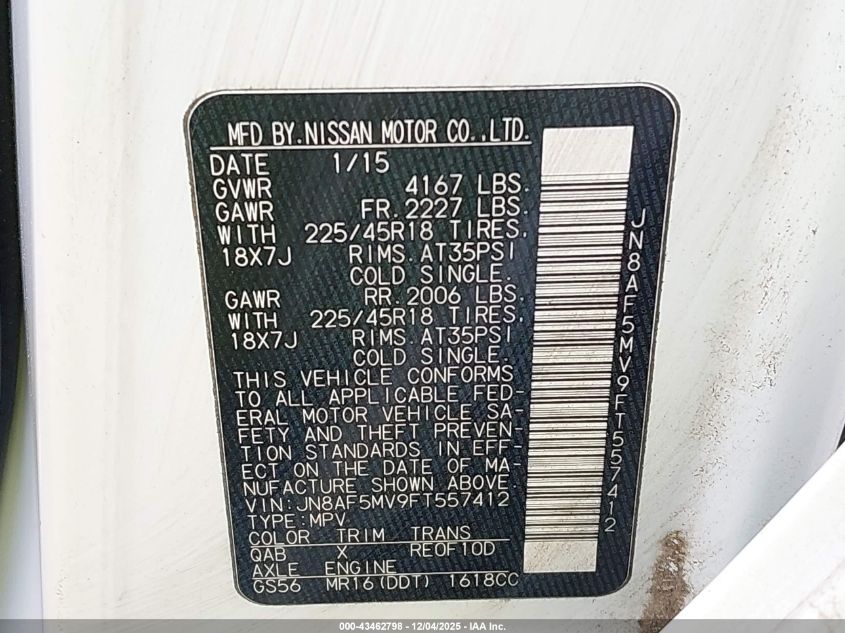 MFD BY.NISSAN MOTOR CO.,LTD.
DATE 1/15
GVWR 4167 LBS.
GAWR FR. 2227 LBS.
WITH 225/45R18 TIRES,
18X7J RIMS. AT35PSI
COLD SINGLE.
GAWR RR. 2006 LBS.
WITH 225/45R18 TIRES,
18X7J RIMS. AT35PSI
COLD SINGLE.
THIS VEHICLE CONFORMS
TO ALL APPLICABLE FED-
ERAL MOTOR VEHICLE SA-
FETY AND THEFT PREVEN-
TION STANDARDS IN EFF-
ECT ON THE DATE OF MA-
NUFACTURE SHOWN ABOVE.
VIN:JN8AF5MV9FT557412
TYPE:MPV
COLOR TRIM TRANS
QAB X RE0F10D
AXLE ENGINE
GS56 MR16(DDT) 1618CC
JN8AF5MV9FT557412
000-43462798 - 12/04/2025 - IAA Inc.